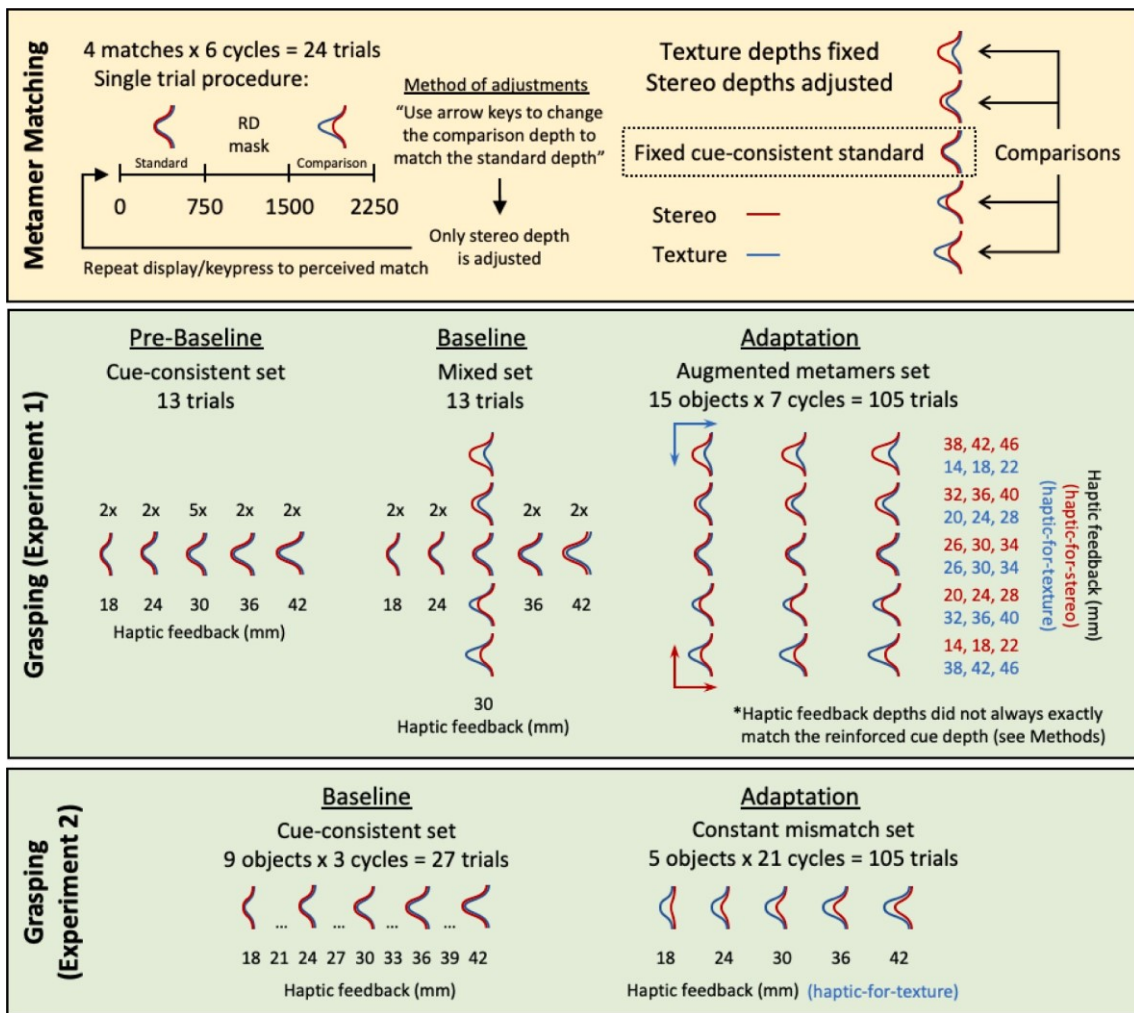 Metamer Matching
4 matches x 6 cycles = 24 trials
Single trial procedure:
RD
mask
Standard
Comparison
0 750 1500 2250
Repeat display/keypress to perceived match
Method of adjustments
“Use arrow keys to change
the comparison depth to
match the standard depth”
Only stereo depth
is adjusted
Texture depths fixed
Stereo depths adjusted
Fixed cue-consistent standard
Comparisons
Stereo
Texture
Grasping (Experiment 1)
Pre-Baseline
Cue-consistent set
13 trials
2x 2x 5x 2x 2x
18 24 30 36 42
Haptic feedback (mm)
Baseline
Mixed set
13 trials
2x 2x 2x 2x
18 24 36 42
30
Haptic feedback (mm)
Adaptation
Augmented metamers set
15 objects x 7 cycles = 105 trials
38, 42, 46
14, 18, 22
32, 36, 40
20, 24, 28
26, 30, 34
26, 30, 34
20, 24, 28
32, 36, 40
14, 18, 22
38, 42, 46
Haptic feedback (mm)
(haptic-for-stereo)
(haptic-for-texture)
*Haptic feedback depths did not always exactly
match the reinforced cue depth (see Methods)
Grasping
(Experiment 2)
Baseline
Cue-consistent set
9 objects x 3 cycles = 27 trials
... ... ... ...
18 21 24 27 30 33 36 39 42
Haptic feedback (mm)
Adaptation
Constant mismatch set
5 objects x 21 cycles = 105 trials
18 24 30 36 42
Haptic feedback (mm) (haptic-for-texture)